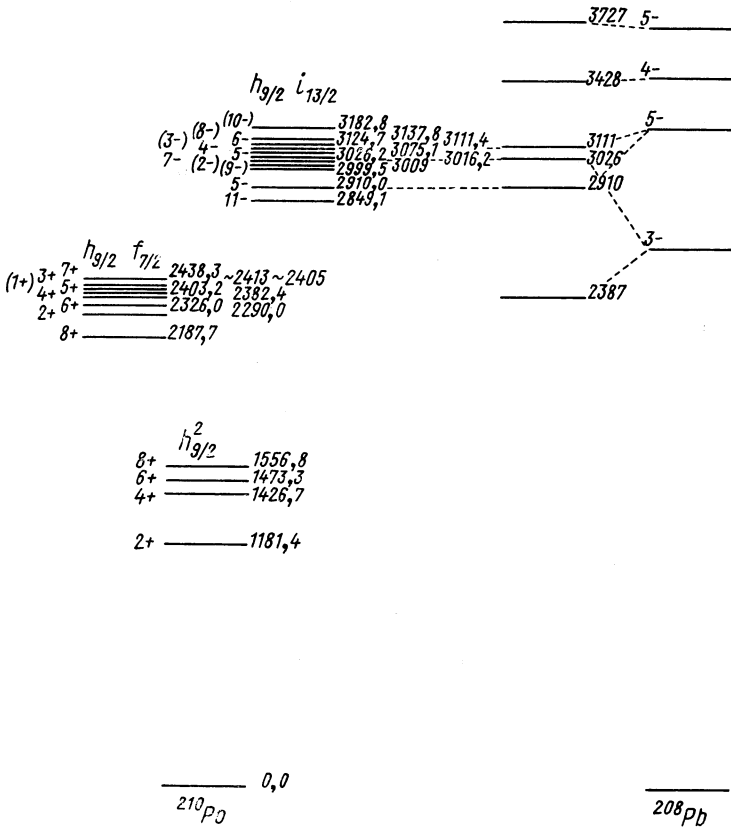 3727 5-
3428 4-
h9/2 i13/2
5-
(10-) 3182,8
(3-) (8-) 6- 3124,7 3137,8 3111,4 3111
7- 4- 5- 3026,2 3075,1 3016,2 3026
(2-) (9-) 2999,5 3009
5- 2910,0 2910
11- 2849,1
3-
h9/2 f7/2
(1+) 3+ 7+ 2438,3 ~2413 ~2405
4+ 5+ 2403,2 2382,4 2387
2+ 6+ 2326,0 2290,0
8+ 2187,7
h²9/2
8+ 1556,8
6+ 1473,3
4+ 1426,7
2+ 1181,4
0,0
²¹⁰Po ²⁰⁸Pb